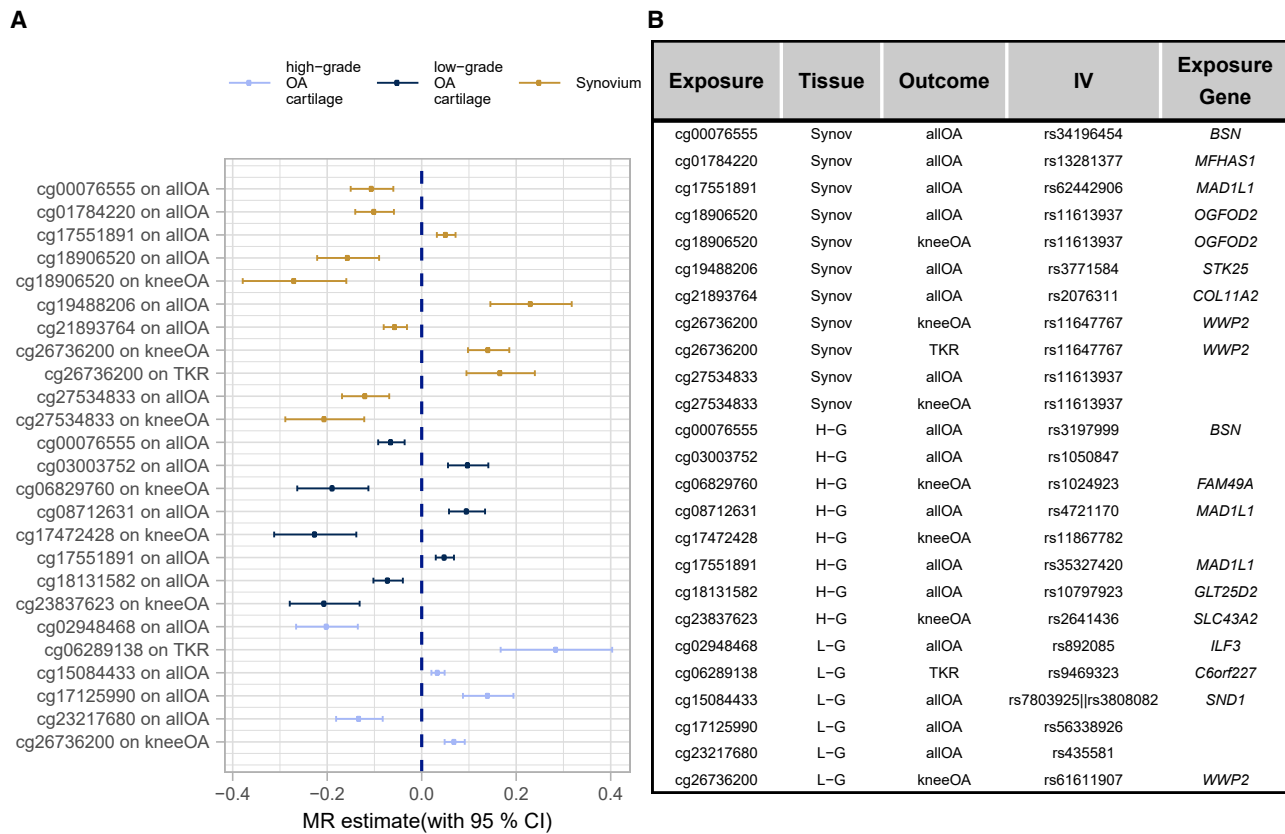 A
high−grade
OA
cartilage
low−grade
OA
cartilage
Synovium
cg00076555 on allOA
cg01784220 on allOA
cg17551891 on allOA
cg18906520 on allOA
cg18906520 on kneeOA
cg19488206 on allOA
cg21893764 on allOA
cg26736200 on kneeOA
cg26736200 on TKR
cg27534833 on allOA
cg27534833 on kneeOA
cg00076555 on allOA
cg03003752 on allOA
cg06829760 on kneeOA
cg08712631 on allOA
cg17472428 on kneeOA
cg17551891 on allOA
cg18131582 on allOA
cg23837623 on kneeOA
cg02948468 on allOA
cg06289138 on TKR
cg15084433 on allOA
cg17125990 on allOA
cg23217680 on allOA
cg26736200 on kneeOA
−0.4 −0.2 0.0 0.2 0.4
MR estimate(with 95 % CI)
B
Exposure Tissue Outcome IV Exposure Gene
cg00076555 Synov allOA rs34196454 BSN
cg01784220 Synov allOA rs13281377 MFHAS1
cg17551891 Synov allOA rs62442906 MAD1L1
cg18906520 Synov allOA rs11613937 OGFOD2
cg18906520 Synov kneeOA rs11613937 OGFOD2
cg19488206 Synov allOA rs3771584 STK25
cg21893764 Synov allOA rs2076311 COL11A2
cg26736200 Synov kneeOA rs11647767 WWP2
cg26736200 Synov TKR rs11647767 WWP2
cg27534833 Synov allOA rs11613937
cg27534833 Synov kneeOA rs11613937
cg00076555 H−G allOA rs3197999 BSN
cg03003752 H−G allOA rs1050847
cg06829760 H−G kneeOA rs1024923 FAM49A
cg08712631 H−G allOA rs4721170 MAD1L1
cg17472428 H−G kneeOA rs11867782
cg17551891 H−G allOA rs35327420 MAD1L1
cg18131582 H−G allOA rs10797923 GLT25D2
cg23837623 H−G kneeOA rs2641436 SLC43A2
cg02948468 L−G allOA rs892085 ILF3
cg06289138 L−G TKR rs9469323 C6orf227
cg15084433 L−G allOA rs7803925||rs3808082 SND1
cg17125990 L−G allOA rs56338926
cg23217680 L−G allOA rs435581
cg26736200 L−G kneeOA rs61611907 WWP2